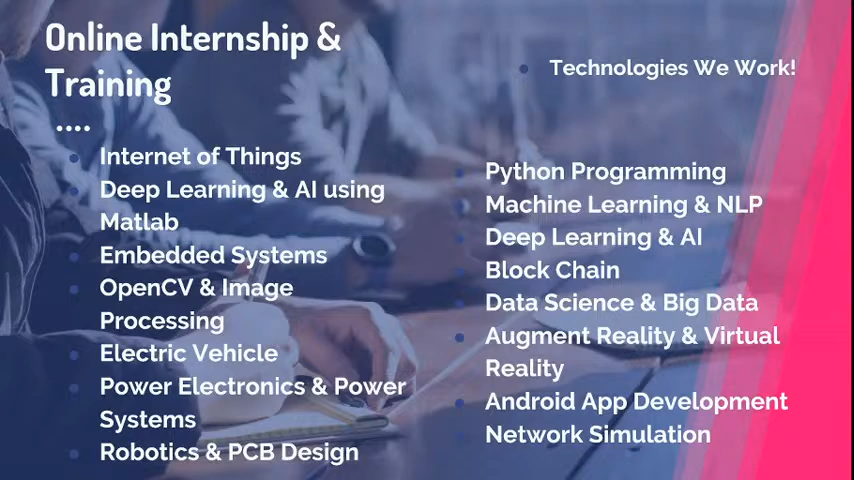 Online Internship &
Training
....
Technologies We Work!
Internet of Things
Deep Learning & AI using
Matlab
Embedded Systems
OpenCV & Image
Processing
Electric Vehicle
Power Electronics & Power
Systems
Robotics & PCB Design
Python Programming
Machine Learning & NLP
Deep Learning & AI
Block Chain
Data Science & Big Data
Augment Reality & Virtual
Reality
Android App Development
Network Simulation